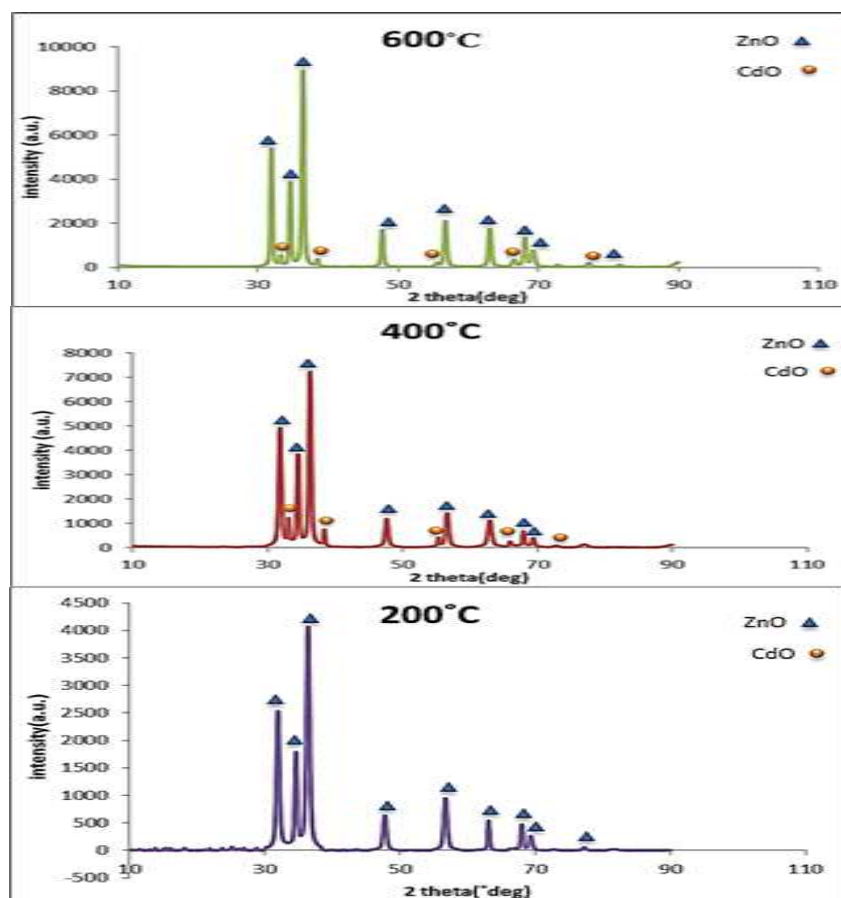 600°C
ZnO
CdO
intensity (a.u.)
10000
8000
6000
4000
2000
0
10 30 50 70 90 110
2 theta{deg)
400°C
ZnO
CdO
intensity (a.u.)
8000
7000
6000
5000
4000
3000
2000
1000
0
10 30 50 70 90 110
2 theta{deg)
200°C
ZnO
CdO
intensity(a.u.)
4500
4000
3500
3000
2500
2000
1500
1000
500
0
-500
10 30 50 70 90 110
2 theta{°deg)